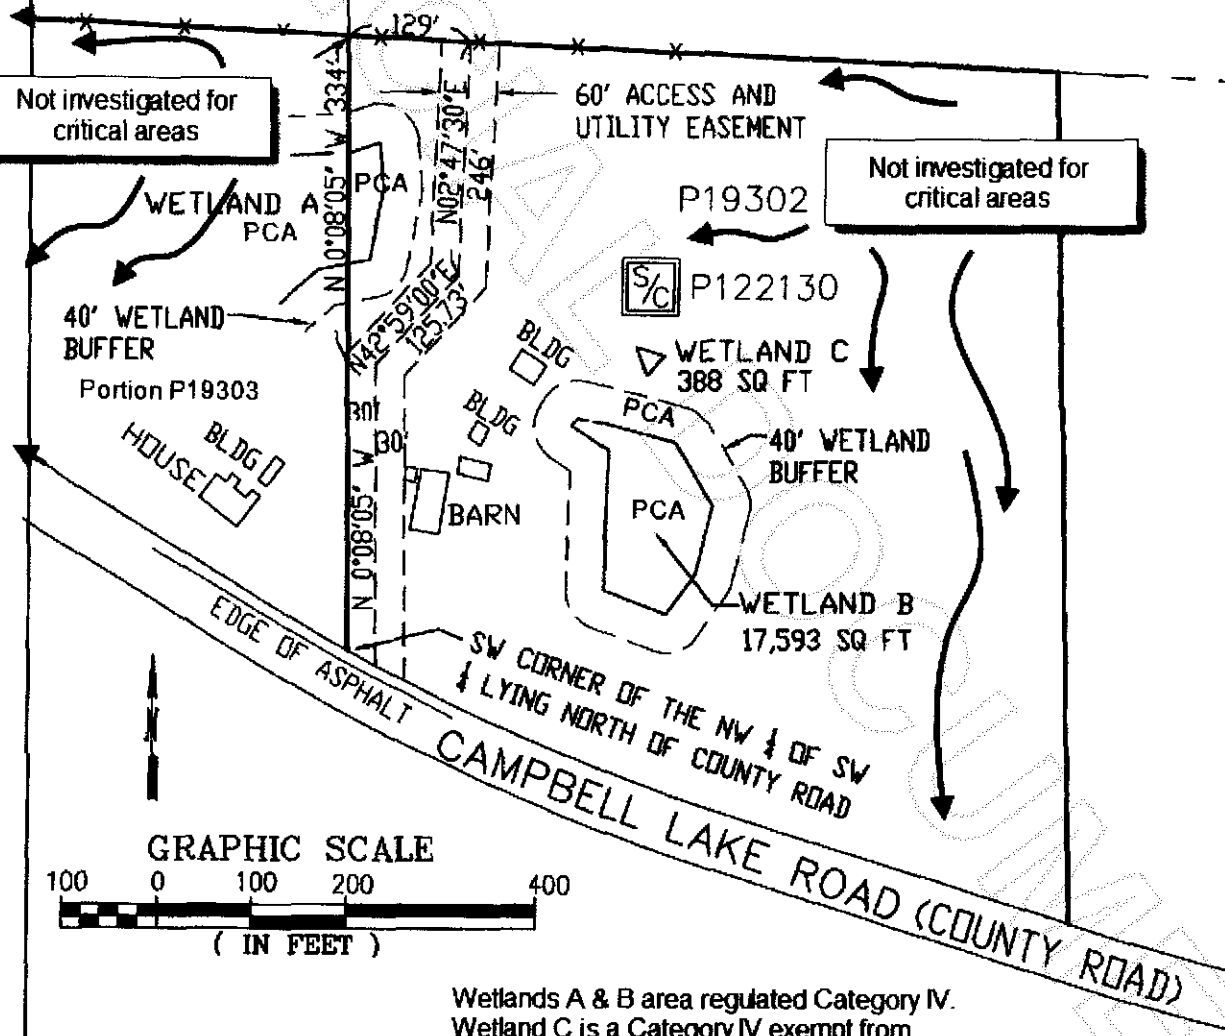 129'
Not investigated for
critical areas
N 0°08'05" W 334'
N02°47'30"E
246'
60' ACCESS AND
UTILITY EASEMENT
Not investigated for
critical areas
P19302
WETLAND A
PCA
PCA
S/C
P122130
40' WETLAND
BUFFER
N42°59'00"E
125.73'
Portion P19303
BLDG
WETLAND C
388 SQ FT
PCA
BLDG
30'
30'
40' WETLAND
BUFFER
HOUSE
BLDG
BARN
PCA
N 0°08'05" W
WETLAND B
17,593 SQ FT
EDGE OF ASPHALT
SW CORNER OF THE NW ¼ OF SW
¼ LYING NORTH OF COUNTY ROAD
N
CAMPBELL LAKE ROAD (COUNTY ROAD)
GRAPHIC SCALE
100 0 100 200 400
( IN FEET )
Wetlands A & B area regulated Category IV.
Wetland C is a Category IV exempt from